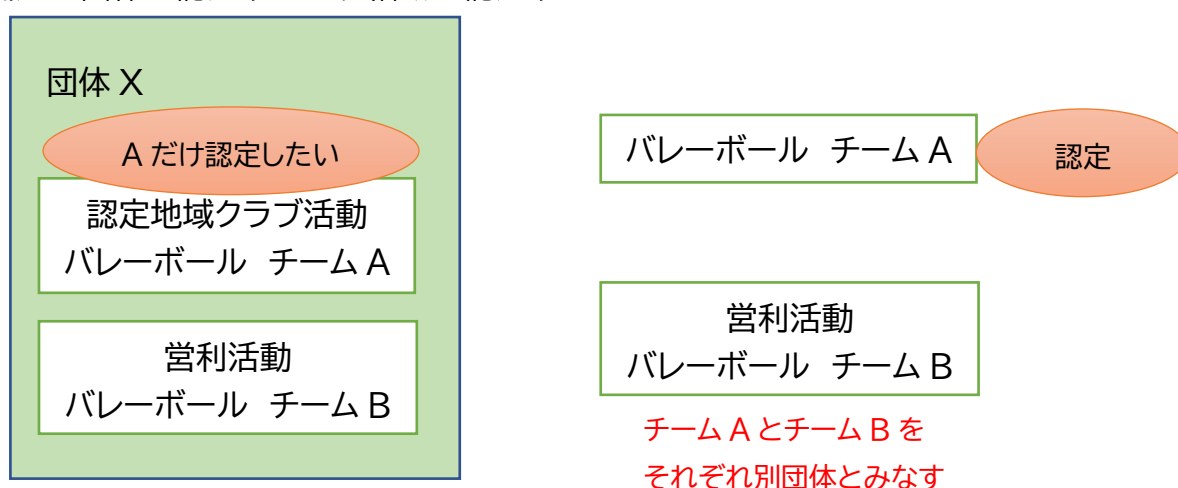 団体 X
A だけ認定したい
認定地域クラブ活動
バレーボール チーム A
営利活動
バレーボール チーム B
バレーボール チーム A
認定
営利活動
バレーボール チーム B
チーム A とチーム B を
それぞれ別団体とみなす